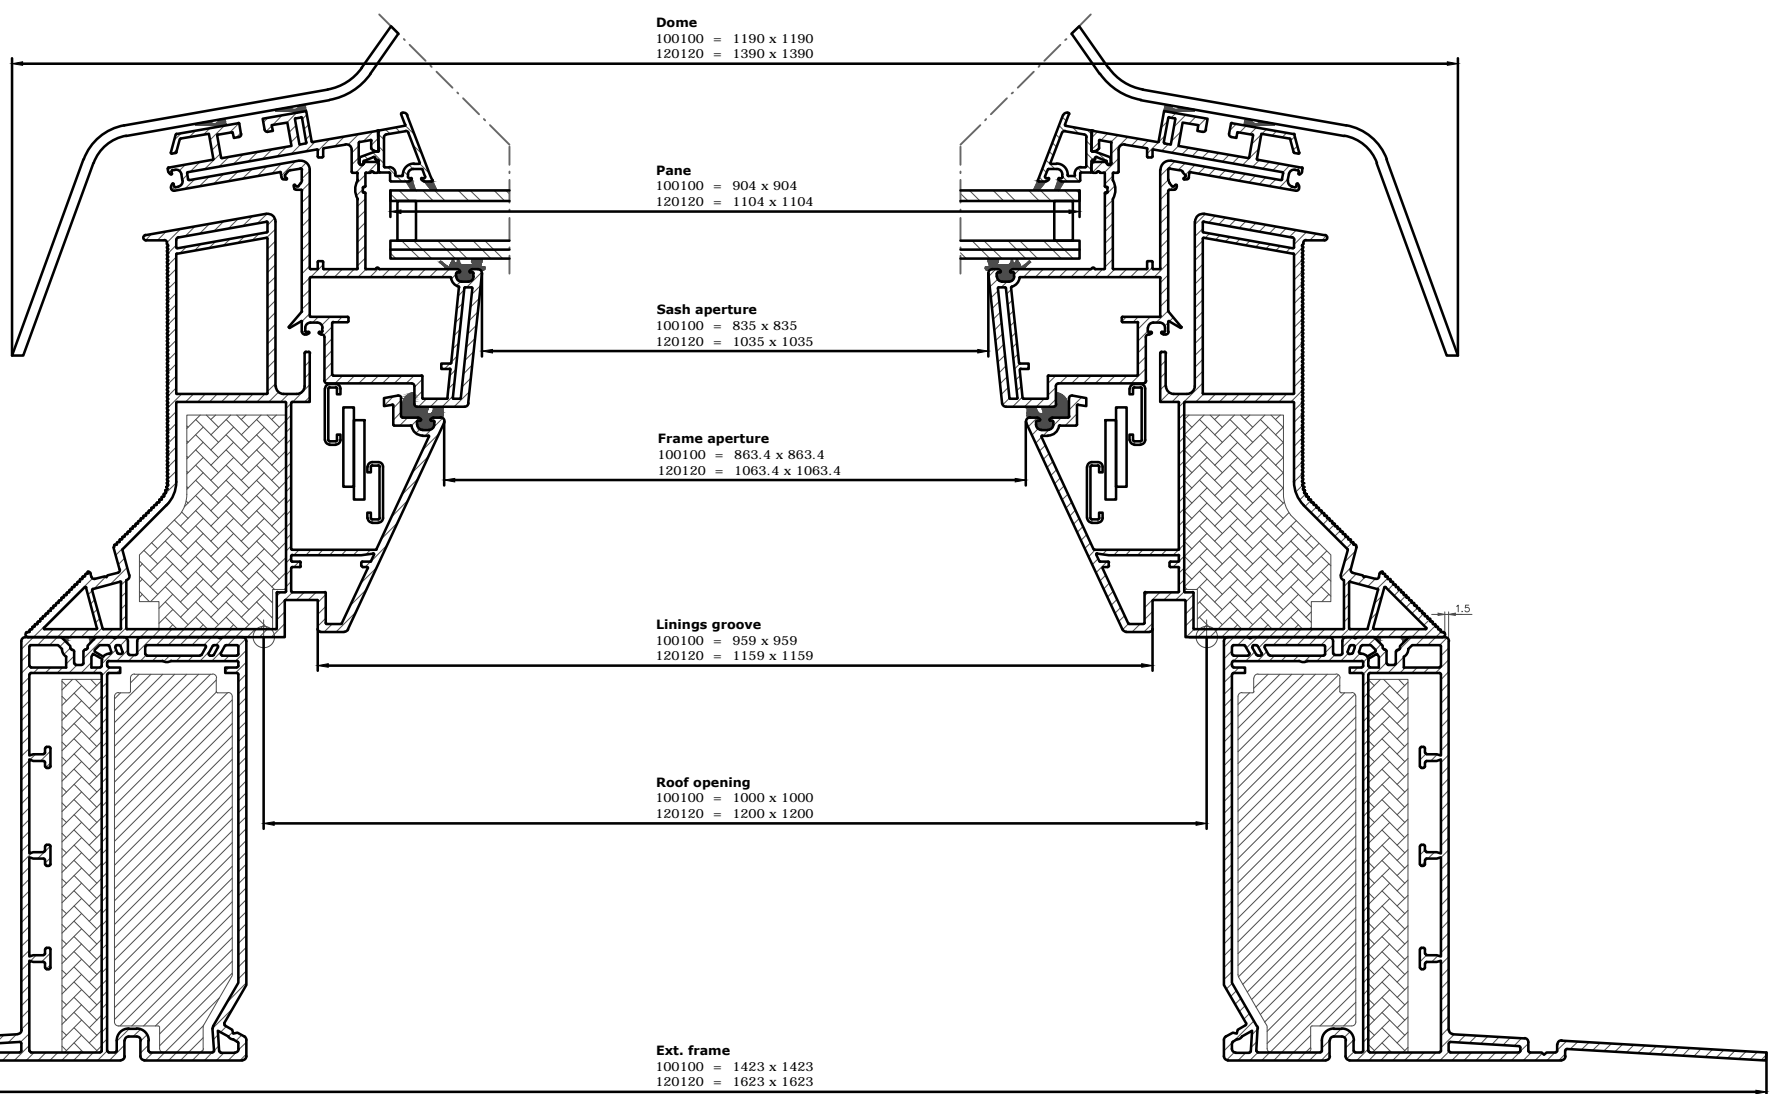 Dome
100100 = 1190 x 1190
120120 = 1390 x 1390
Pane
100100 = 904 x 904
120120 = 1104 x 1104
Sash aperture
100100 = 835 x 835
120120 = 1035 x 1035
Frame aperture
100100 = 863.4 x 863.4
120120 = 1063.4 x 1063.4
1.5
Linings groove
100100 = 959 x 959
120120 = 1159 x 1159
Roof opening
100100 = 1000 x 1000
120120 = 1200 x 1200
Ext. frame
100100 = 1423 x 1423
120120 = 1623 x 1623